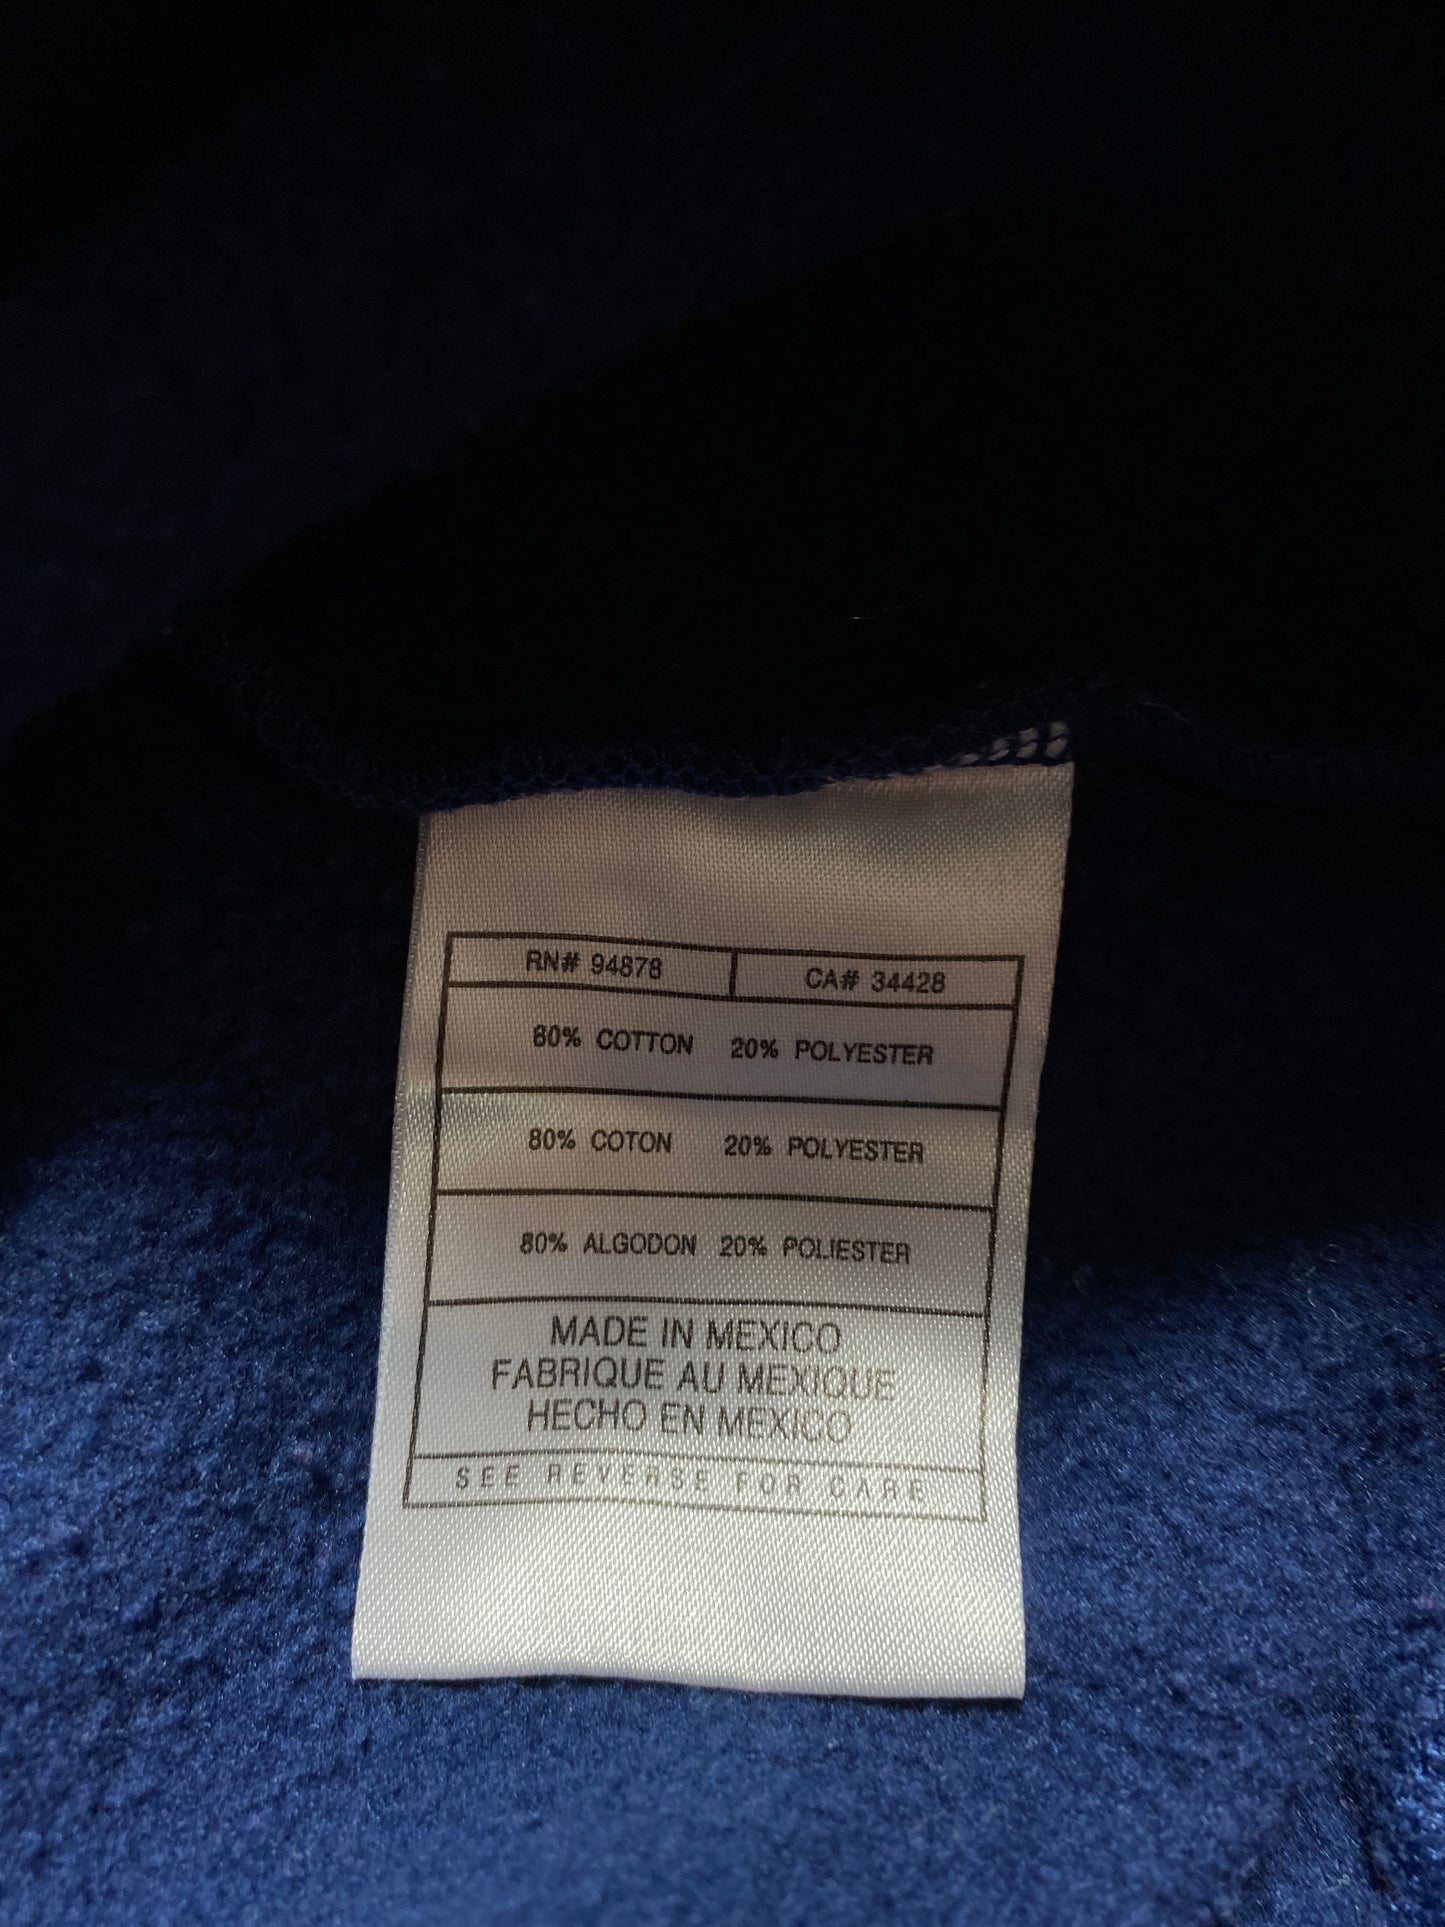 RN# 94878 CA# 34428
80% COTTON 20% POLYESTER
80% COTON 20% POLYESTER
80% ALGODON 20% POLIESTER
MADE IN MEXICO
FABRIQUE AU MEXIQUE
HECHO EN MEXICO
SEE REVERSE FOR CARE